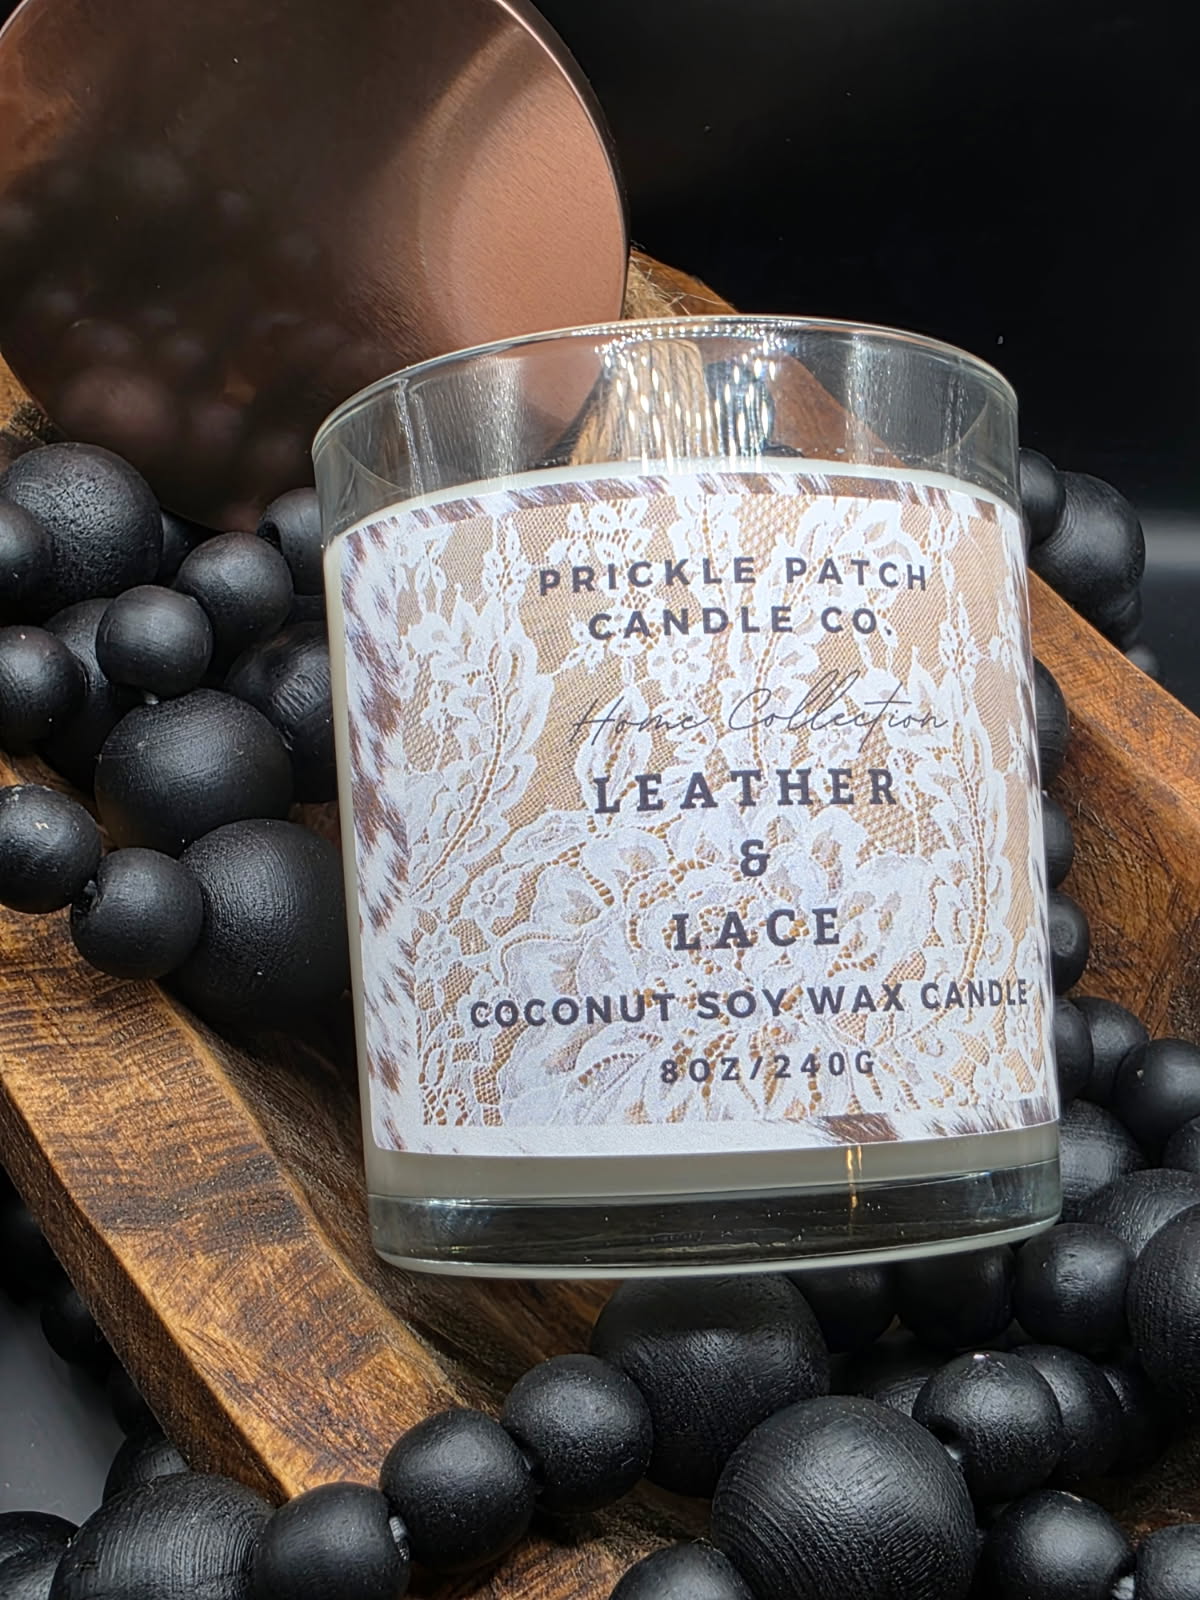 PRICKLE PATCH
CANDLE CO.
Home Collection
LEATHER
&
LACE
COCONUT SOY WAX CANDLE
8OZ/240G